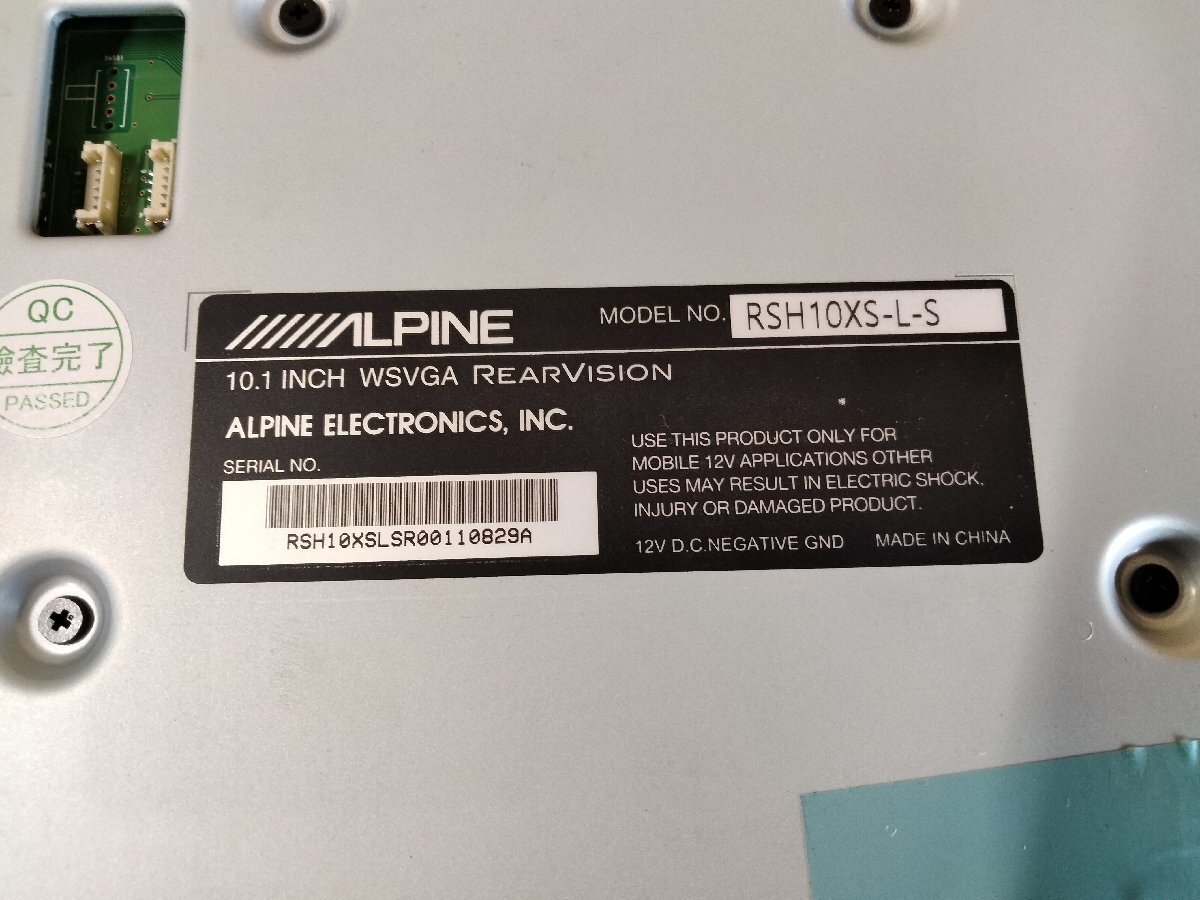 QC
檢査完了
PASSED
ALPINE
MODEL NO. RSH10XS-L-S
10.1 INCH WSVGA REARVISION
ALPINE ELECTRONICS, INC.
SERIAL NO.
RSH10XSLSR00110829A
USE THIS PRODUCT ONLY FOR
MOBILE 12V APPLICATIONS OTHER
USES MAY RESULT IN ELECTRIC SHOCK,
INJURY OR DAMAGED PRODUCT.
12V D.C.NEGATIVE GND MADE IN CHINA